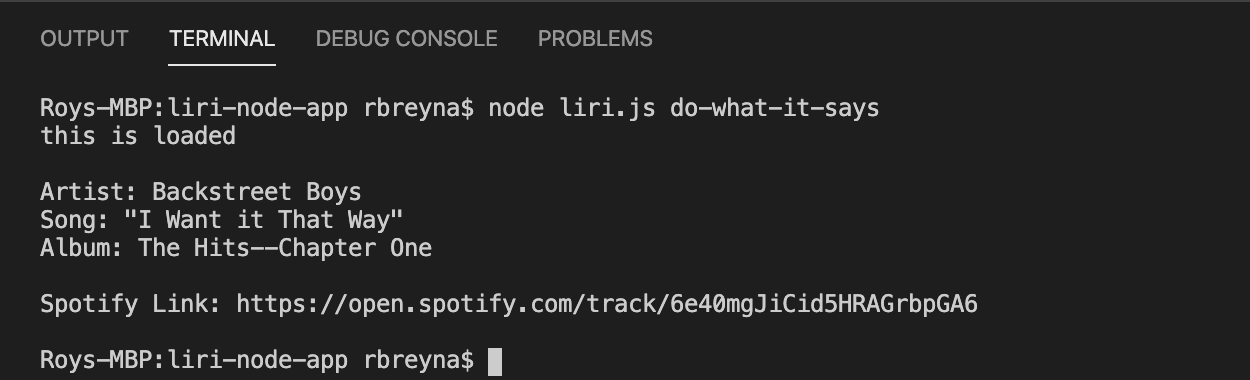 OUTPUT TERMINAL DEBUG CONSOLE PROBLEMS
Roys-MBP:liri-node-app rbreyna$ node liri.js do-what-it-says
this is loaded
Artist: Backstreet Boys
Song: "I Want it That Way"
Album: The Hits--Chapter One
Spotify Link: https://open.spotify.com/track/6e40mgJiCid5HRAGrbpGA6
Roys-MBP:liri-node-app rbreyna$